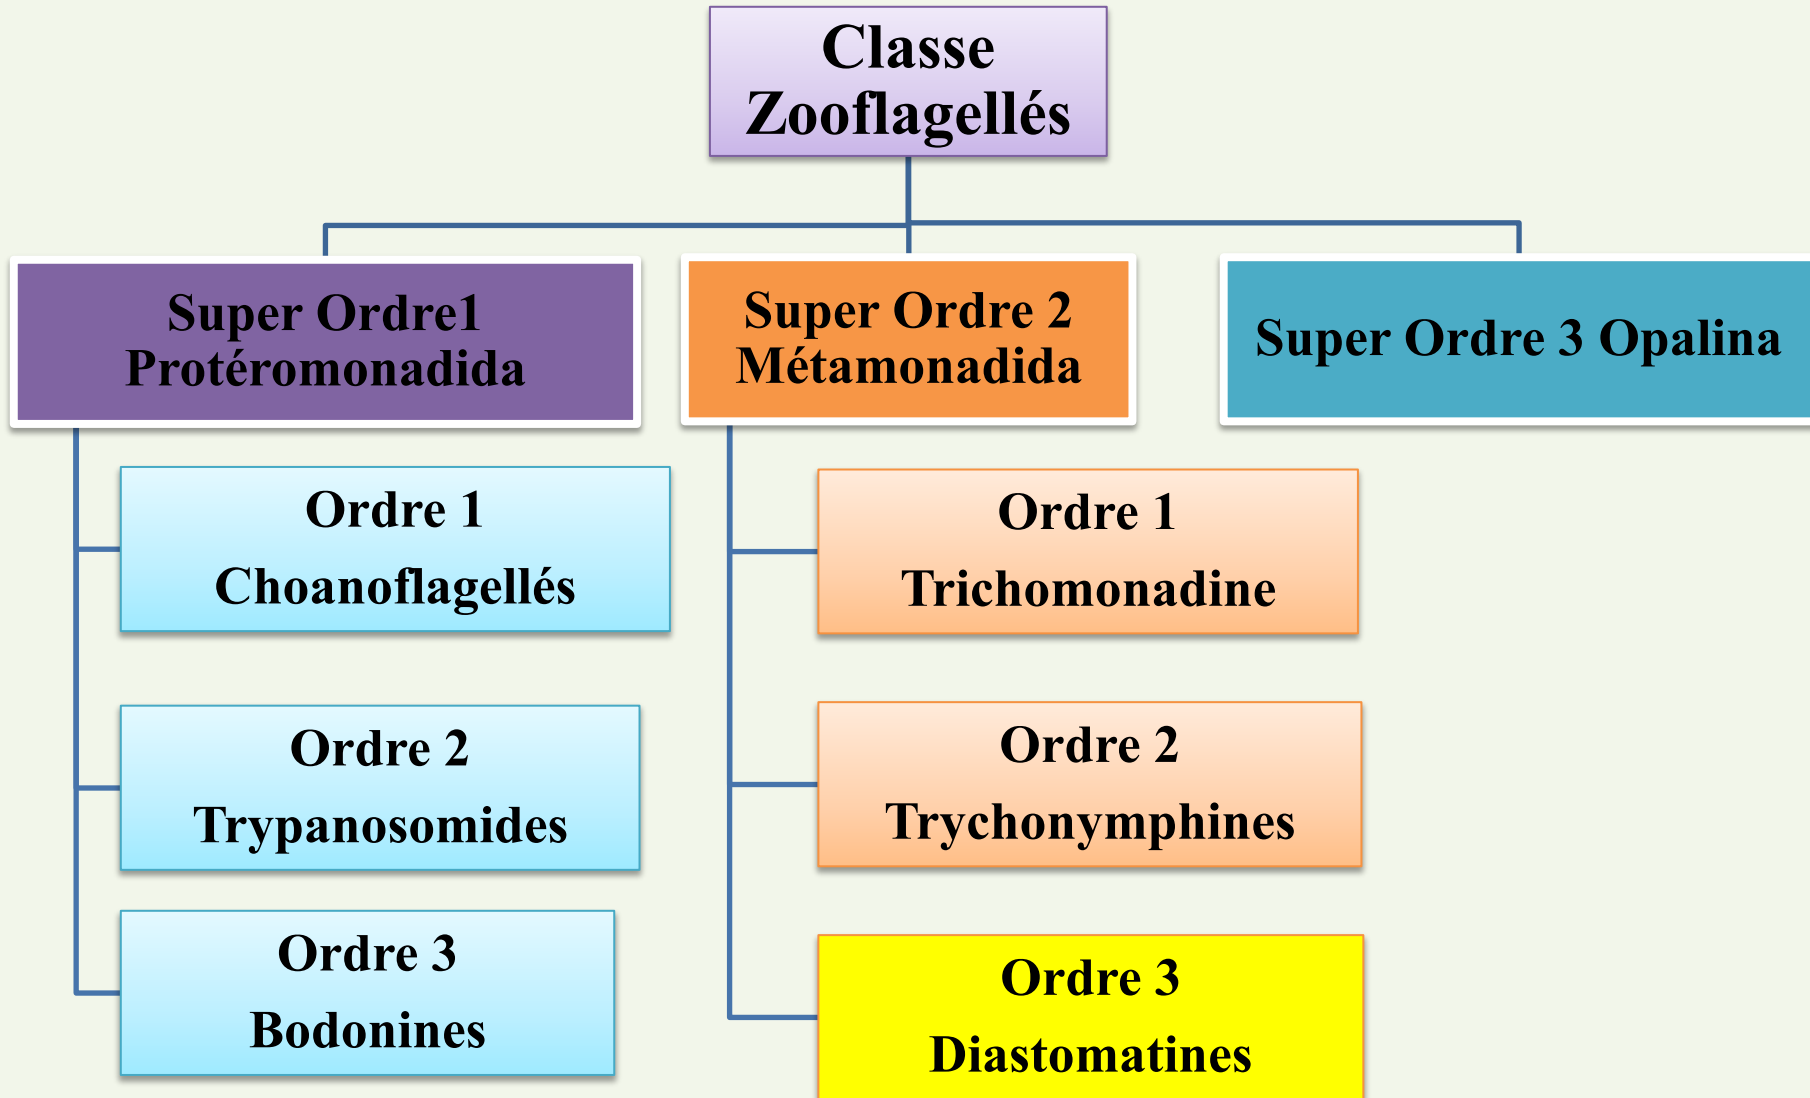 Classe
Zooflagellés
Super Ordre1
Protéromonadida
Super Ordre 2
Métamonadida
Super Ordre 3 Opalina
Ordre 1
Choanoflagellés
Ordre 2
Trypanosomides
Ordre 3
Bodonines
Ordre 1
Trichomonadine
Ordre 2
Trychonymphines
Ordre 3
Diastomatines